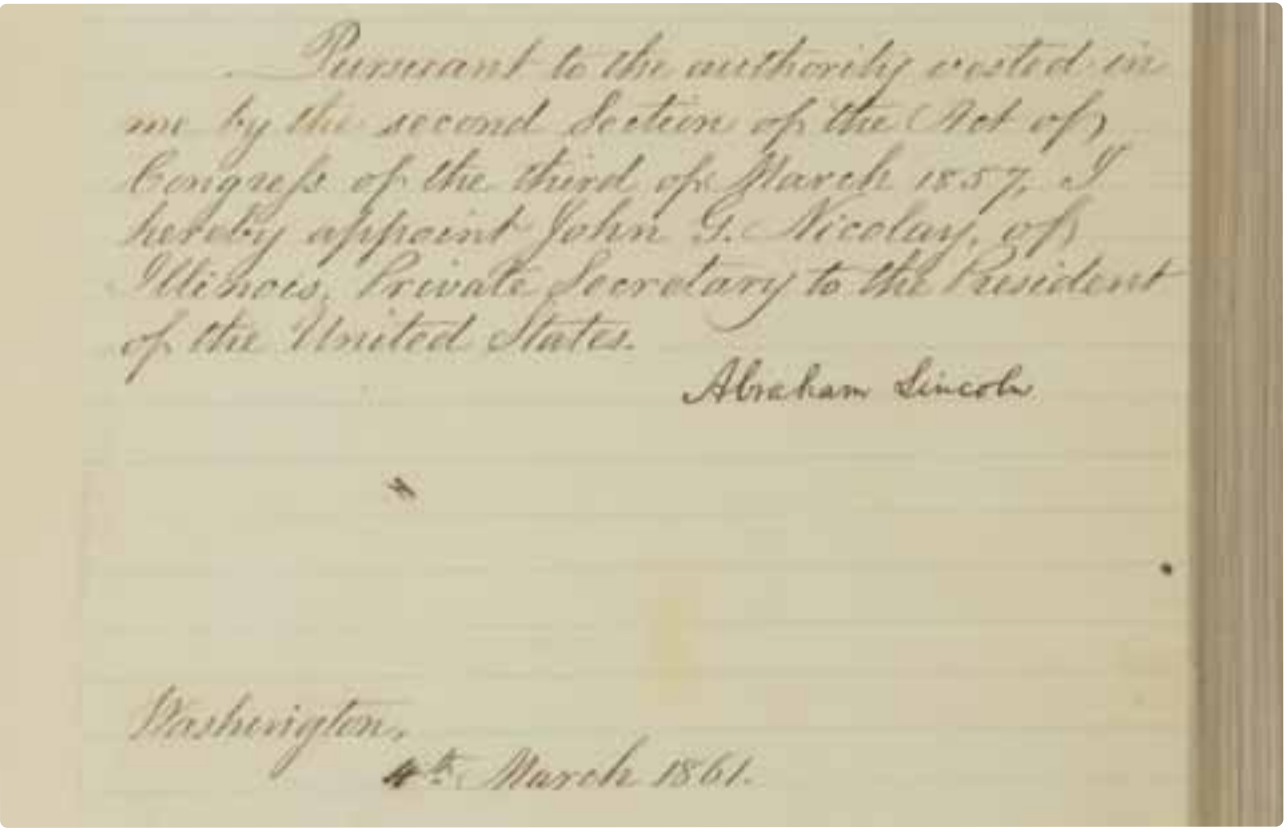 Pursuant to the authority vested in
me by the second Section of the Act of
Congress of the third of March 1857, I
hereby appoint John G. Nicolay, of
Illinois, Private Secretary to the President
of the United States.
Abraham Lincoln
Washington,
4th March 1861.